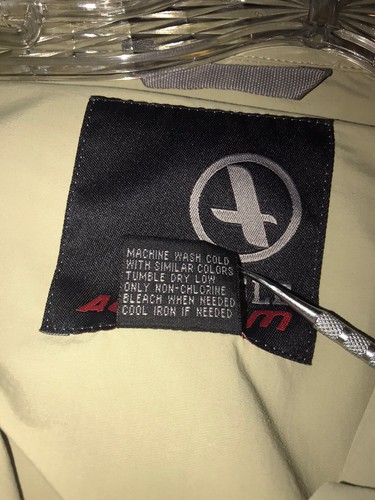 MACHINE WASH COLD
WITH SIMILAR COLORS
TUMBLE DRY LOW
ONLY NON-CHLORINE
BLEACH WHEN NEEDED
COOL IRON IF NEEDED